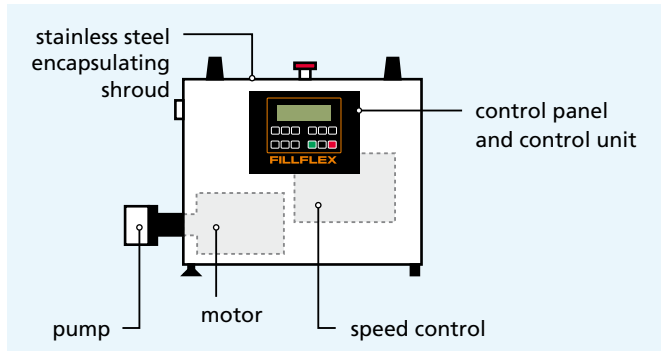 stainless steel
encapsulating
shroud
control panel
and control unit
FILLFLEX
motor
pump
speed control